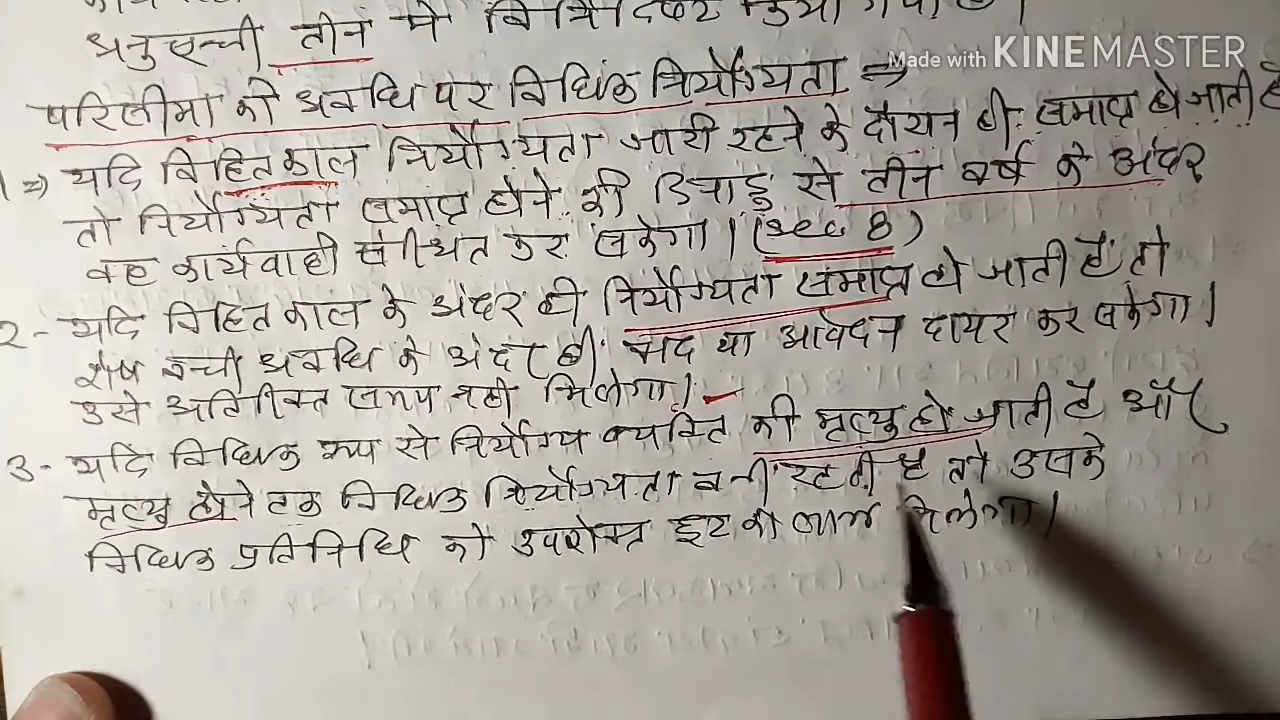 अनुसूची तीन में विनिर्दिष्ट किया गया है।
Made with KINEMASTER
परिसीमा की अवधि पर विधिक निर्योग्यता ⇒
1 ⇒ यदि विहित काल निर्योग्यता जारी रहने के दौरान ही समाप्त हो जाती है
तो निर्योग्यता समाप्त होने की डिनाइ से तीन वर्ष के अंदर
वह कार्यवाही संस्थित कर सकेगा। (sec 8)
2- यदि विहित काल के अंदर ही निर्योग्यता समाप्त हो जाती है तो
शेष बची अवधि के अंदर ही वाद या आवेदन दायर कर सकेगा।
उसे अतिरिक्त समय नही मिलेगा।
3- यदि विधिक रूप से निर्योग्य व्यक्ति की मृत्यु हो जाती है और
मृत्यु होने तक विधिक निर्योग्यता बनी रहती है तो उसके
विधिक प्रतिनिधि को उपरोक्त छूट का लाभ मिलेगा।